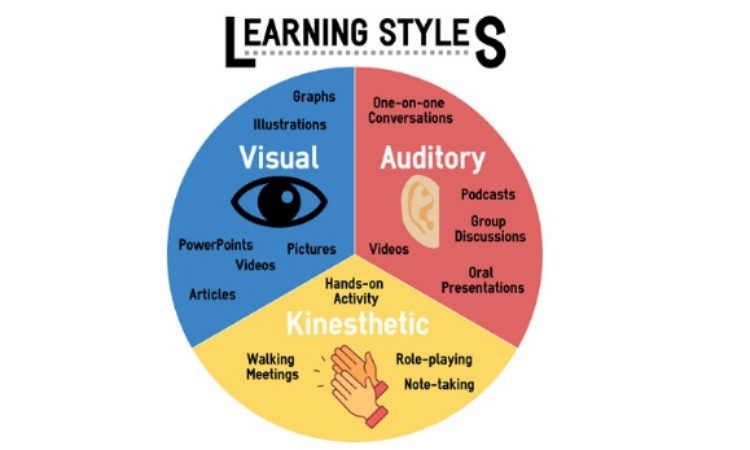 LEARNING STYLES
Graphs
Illustrations
Visual
PowerPoints
Pictures
Videos
Articles
One-on-one
Conversations
Auditory
Podcasts
Group
Discussions
Videos
Oral
Presentations
Hands-on
Activity
Kinesthetic
Walking
Meetings
Role-playing
Note-taking